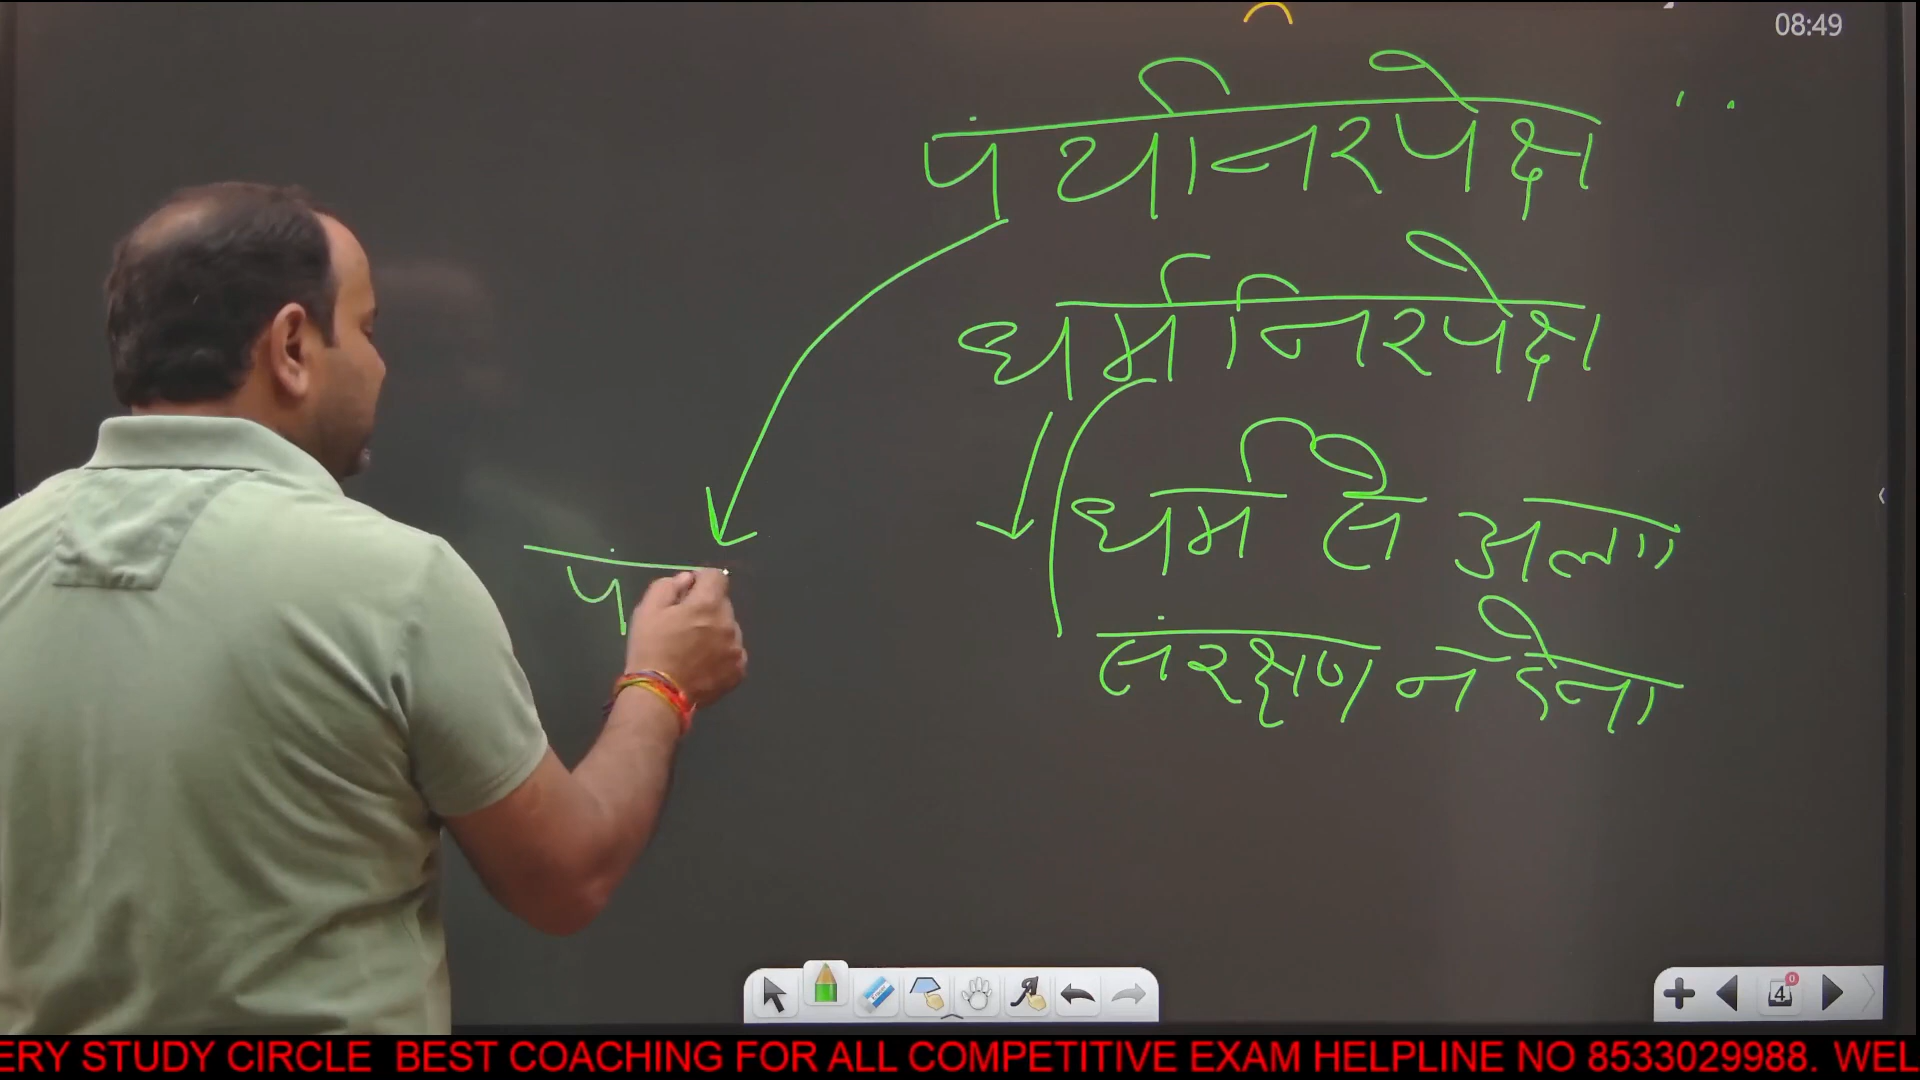 08:49
पंथनिरपेक्ष
धर्मनिरपेक्ष
धर्म से अलग
संरक्षण न देना
पं
4
ERY STUDY CIRCLE BEST COACHING FOR ALL COMPETITIVE EXAM HELPLINE NO 8533029988. WEL